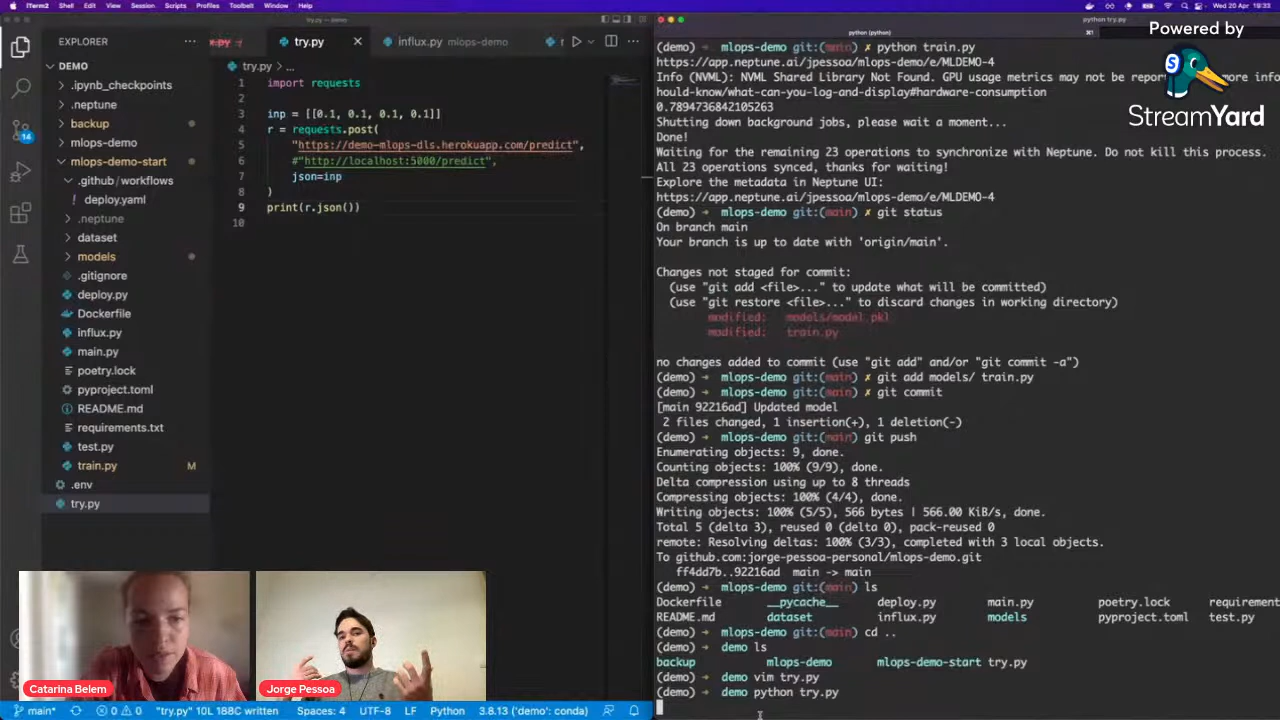 iTerm2 Shell Edit View Session Scripts Profiles Toolbelt Window Help
Wed 20 Apr 19:33
try.py — Demo
python try.py
EXPLORER
try.py
influx.py mlops-demo
python (python)
Powered by
StreamYard
DEMO
.ipynb_checkpoints
.neptune
backup
mlops-demo
mlops-demo-start
.github/workflows
deploy.yaml
.neptune
dataset
models
.gitignore
deploy.py
Dockerfile
influx.py
main.py
poetry.lock
pyproject.toml
README.md
requirements.txt
test.py
train.py M
.env
try.py
14
try.py > ...
1 import requests
2
3 inp = [[0.1, 0.1, 0.1, 0.1]]
4 r = requests.post(
5 "https://demo-mlops-dls.herokuapp.com/predict",
6 #"http://localhost:5000/predict",
7 json=inp
8 )
9 print(r.json())
10
(demo) → mlops-demo git:(main) ✗ python train.py
https://app.neptune.ai/jpessoa/mlops-demo/e/MLDEMO-4
Info (NVML): NVML Shared Library Not Found. GPU usage metrics may not be
hould-know/what-can-you-log-and-display#hardware-consumption
0.7894736842105263
Shutting down background jobs, please wait a moment...
Done!
Waiting for the remaining 23 operations to synchronize with Neptune. Do not kill this process.
All 23 operations synced, thanks for waiting!
Explore the metadata in Neptune UI:
https://app.neptune.ai/jpessoa/mlops-demo/e/MLDEMO-4
(demo) → mlops-demo git:(main) ✗ git status
On branch main
Your branch is up to date with 'origin/main'.
Changes not staged for commit:
(use "git add <file>..." to update what will be committed)
(use "git restore <file>..." to discard changes in working directory)
modified: models/model.pkl
modified: train.py
no changes added to commit (use "git add" and/or "git commit -a")
(demo) → mlops-demo git:(main) ✗ git add models/ train.py
(demo) → mlops-demo git:(main) ✗ git commit
[main 92216ad] Updated model
2 files changed, 1 insertion(+), 1 deletion(-)
(demo) → mlops-demo git:(main) git push
Enumerating objects: 9, done.
Counting objects: 100% (9/9), done.
Delta compression using up to 8 threads
Compressing objects: 100% (4/4), done.
Writing objects: 100% (5/5), 566 bytes | 566.00 KiB/s, done.
Total 5 (delta 3), reused 0 (delta 0), pack-reused 0
remote: Resolving deltas: 100% (3/3), completed with 3 local objects.
To github.com:jorge-pessoa-personal/mlops-demo.git
ff4dd7b..92216ad main -> main
(demo) → mlops-demo git:(main) ls
Dockerfile __pycache__ deploy.py main.py poetry.lock requirement
README.md dataset influx.py models pyproject.toml test.py
(demo) → mlops-demo git:(main) cd ..
(demo) → demo ls
backup mlops-demo mlops-demo-start try.py
(demo) → demo vim try.py
(demo) → demo python try.py
Catarina Belem
Jorge Pessoa
main* 0 0 "try.py" 10L 188C written Spaces: 4 UTF-8 LF Python 3.8.13 ('demo': conda)